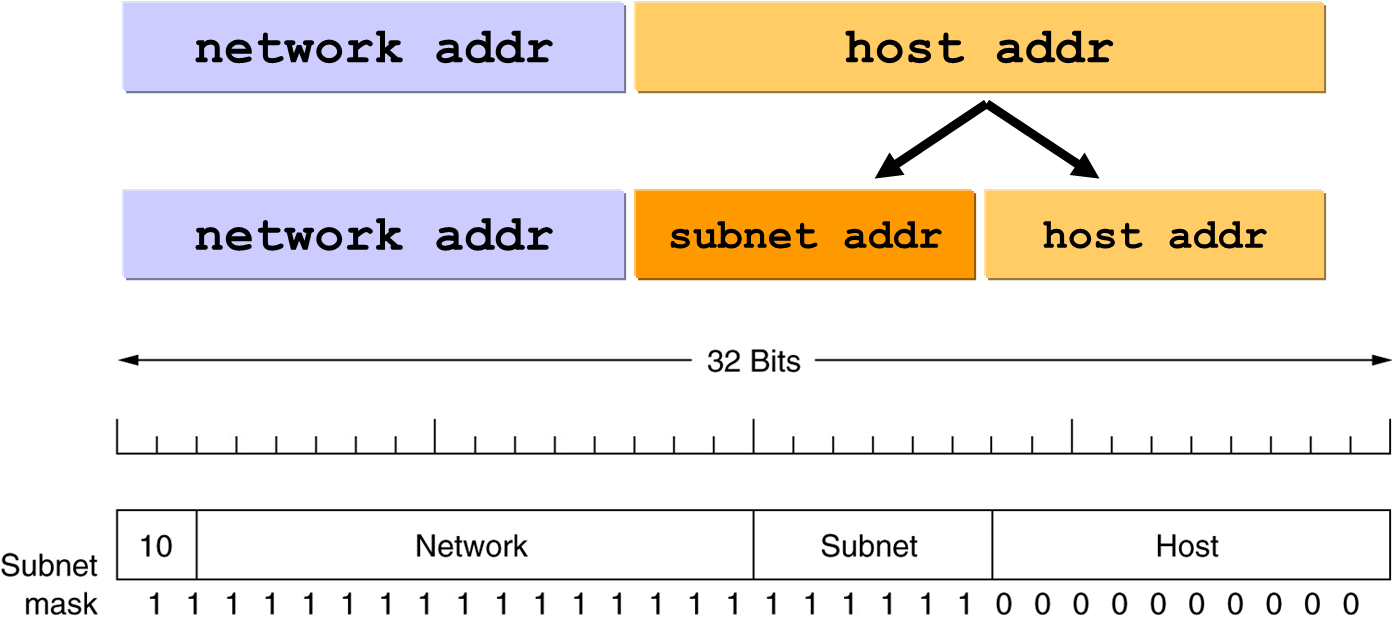 network addr host addr
network addr subnet addr host addr
32 Bits
10 Network Subnet Host
Subnet
mask 1 1 1 1 1 1 1 1 1 1 1 1 1 1 1 1 1 1 1 1 1 1 0 0 0 0 0 0 0 0 0 0